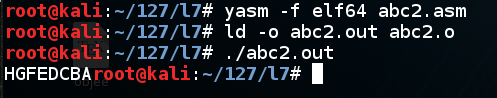 root@kali:~/127/l7# yasm -f elf64 abc2.asm
root@kali:~/127/l7# ld -o abc2.out abc2.o
root@kali:~/127/l7# ./abc2.out
HGFEDCBAroot@kali:~/127/l7#